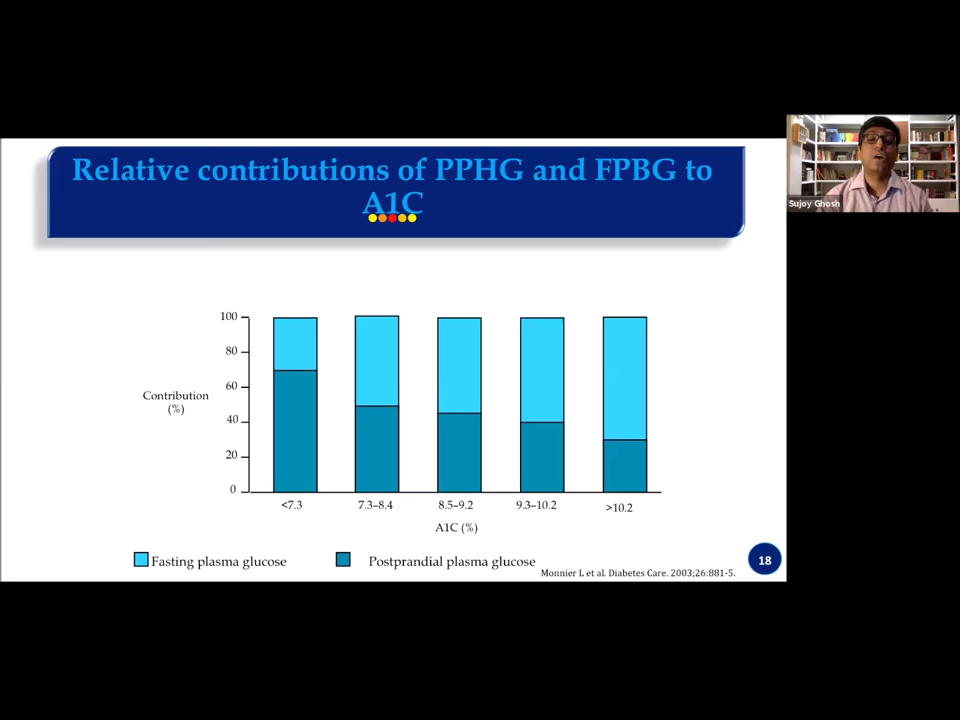 Relative contributions of PPHG and FPBG to
A1C
Sujoy Ghosh
100
80
60
40
20
0
Contribution
(%)
<7.3
7.3–8.4
8.5–9.2
9.3–10.2
>10.2
A1C (%)
Fasting plasma glucose
Postprandial plasma glucose
Monnier L et al. Diabetes Care. 2003;26:881-5.
18